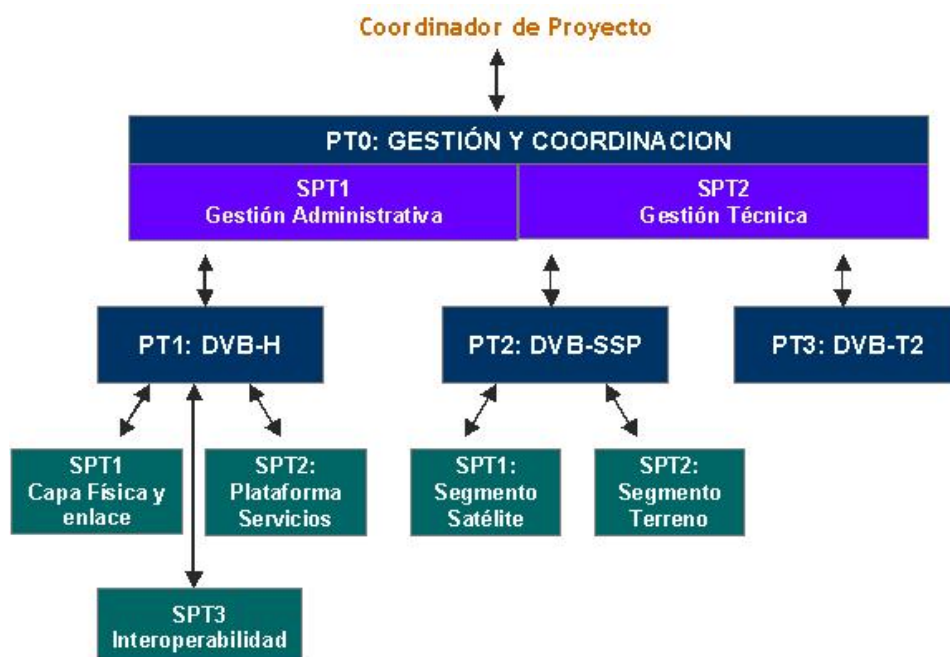 Coordinador de Proyecto
PT0: GESTIÓN Y COORDINACION
SPT1
Gestión Administrativa
SPT2
Gestión Técnica
PT1: DVB-H
PT2: DVB-SSP
PT3: DVB-T2
SPT1
Capa Física y
enlace
SPT2:
Plataforma
Servicios
SPT1:
Segmento
Satélite
SPT2:
Segmento
Terreno
SPT3
Interoperabilidad